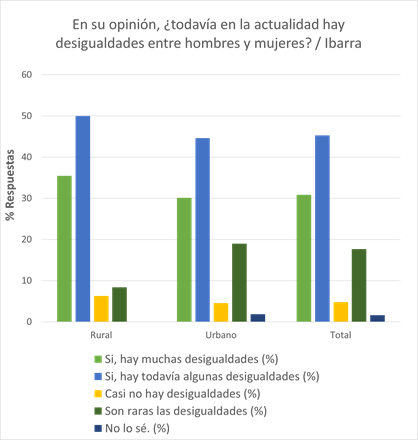 En su opinión, ¿todavía en la actualidad hay
desigualdades entre hombres y mujeres? / Ibarra
60
50
40
30
20
10
0
% Respuestas
Rural
Urbano
Total
Si, hay muchas desigualdades (%)
Si, hay todavía algunas desigualdades (%)
Casi no hay desigualdades (%)
Son raras las desigualdades (%)
No lo sé. (%)